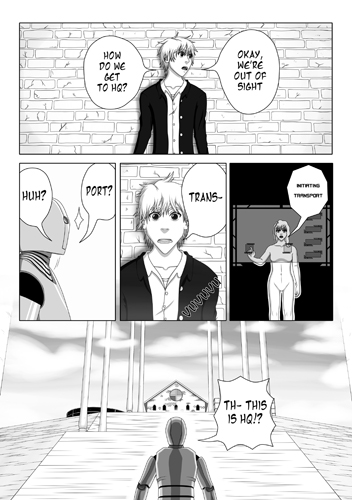 OKAY,
WE'RE
OUT OF
SIGHT
HOW
DO WE
GET
TO HQ?
INITIATING
TRANSPORT
TRANS-
VUVUVU
PORT?
HUH?
TH- THIS
IS HQ!?